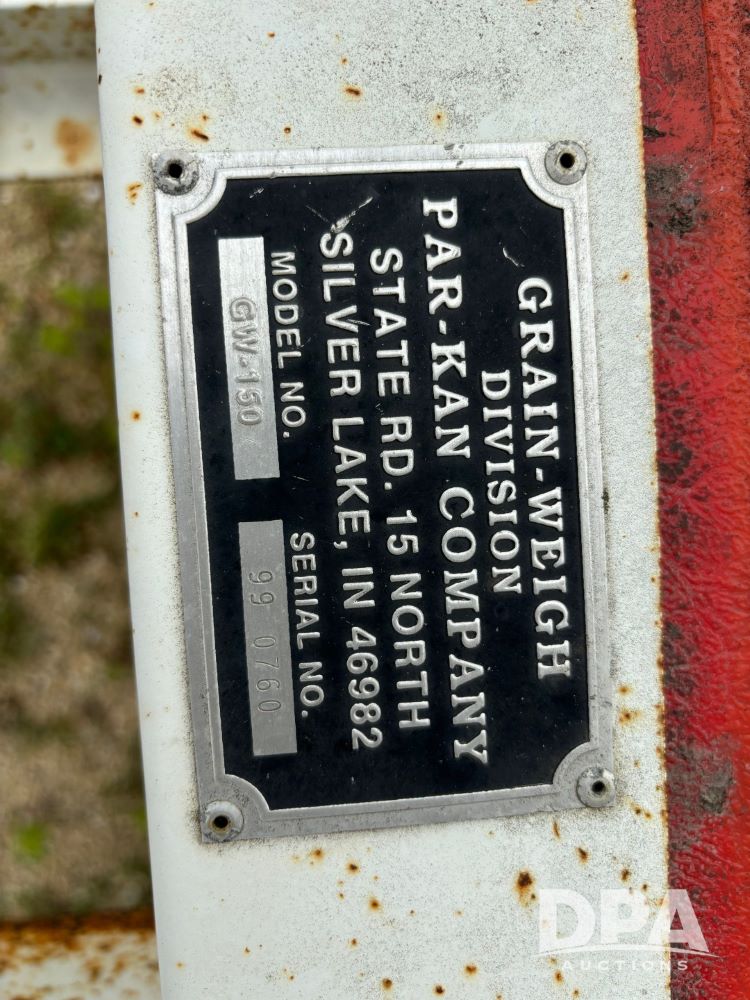 GRAIN-WEIGH
DIVISION
PAR-KAN COMPANY
STATE RD. 15 NORTH
SILVER LAKE, IN 46982
MODEL NO. SERIAL NO.
GW-150 99 0760
DPA
AUCTIONS